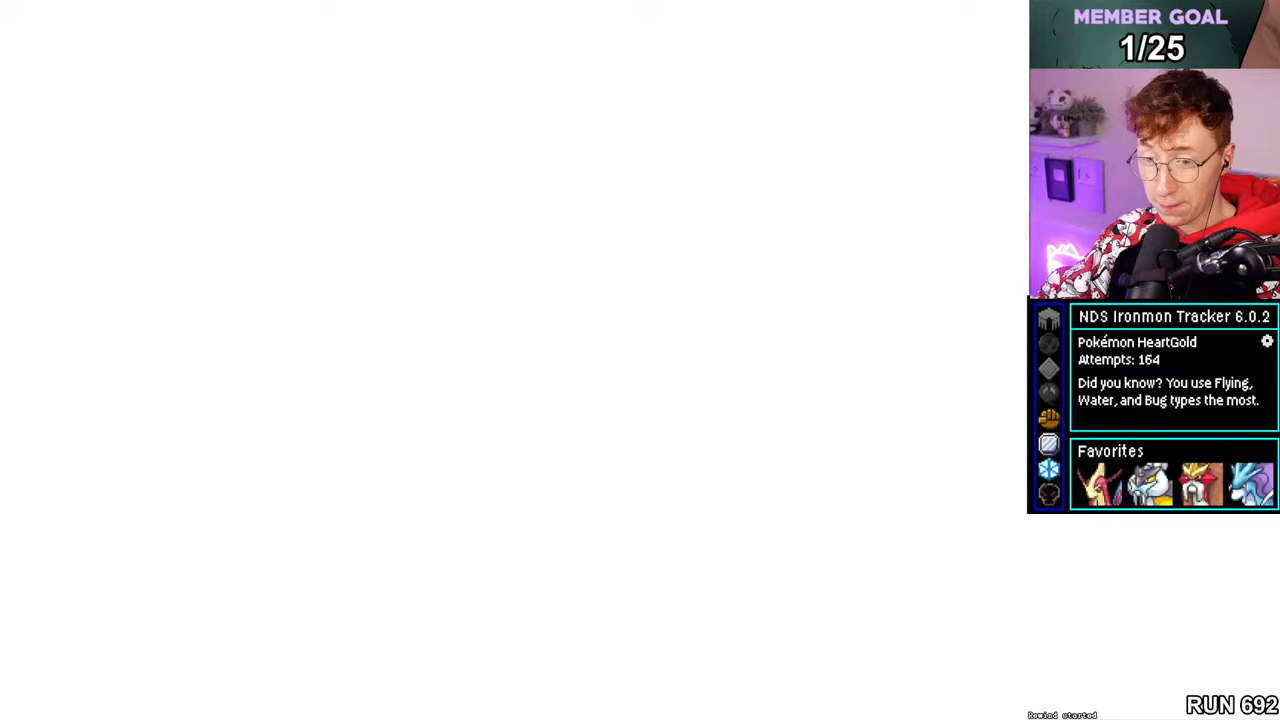 MEMBER GOAL
1/25
NDS Ironmon Tracker 6.0.2
Pokémon HeartGold
Attempts: 164
Did you know? You use Flying,
Water, and Bug types the most.
Favorites
RUN 692
Rewind started